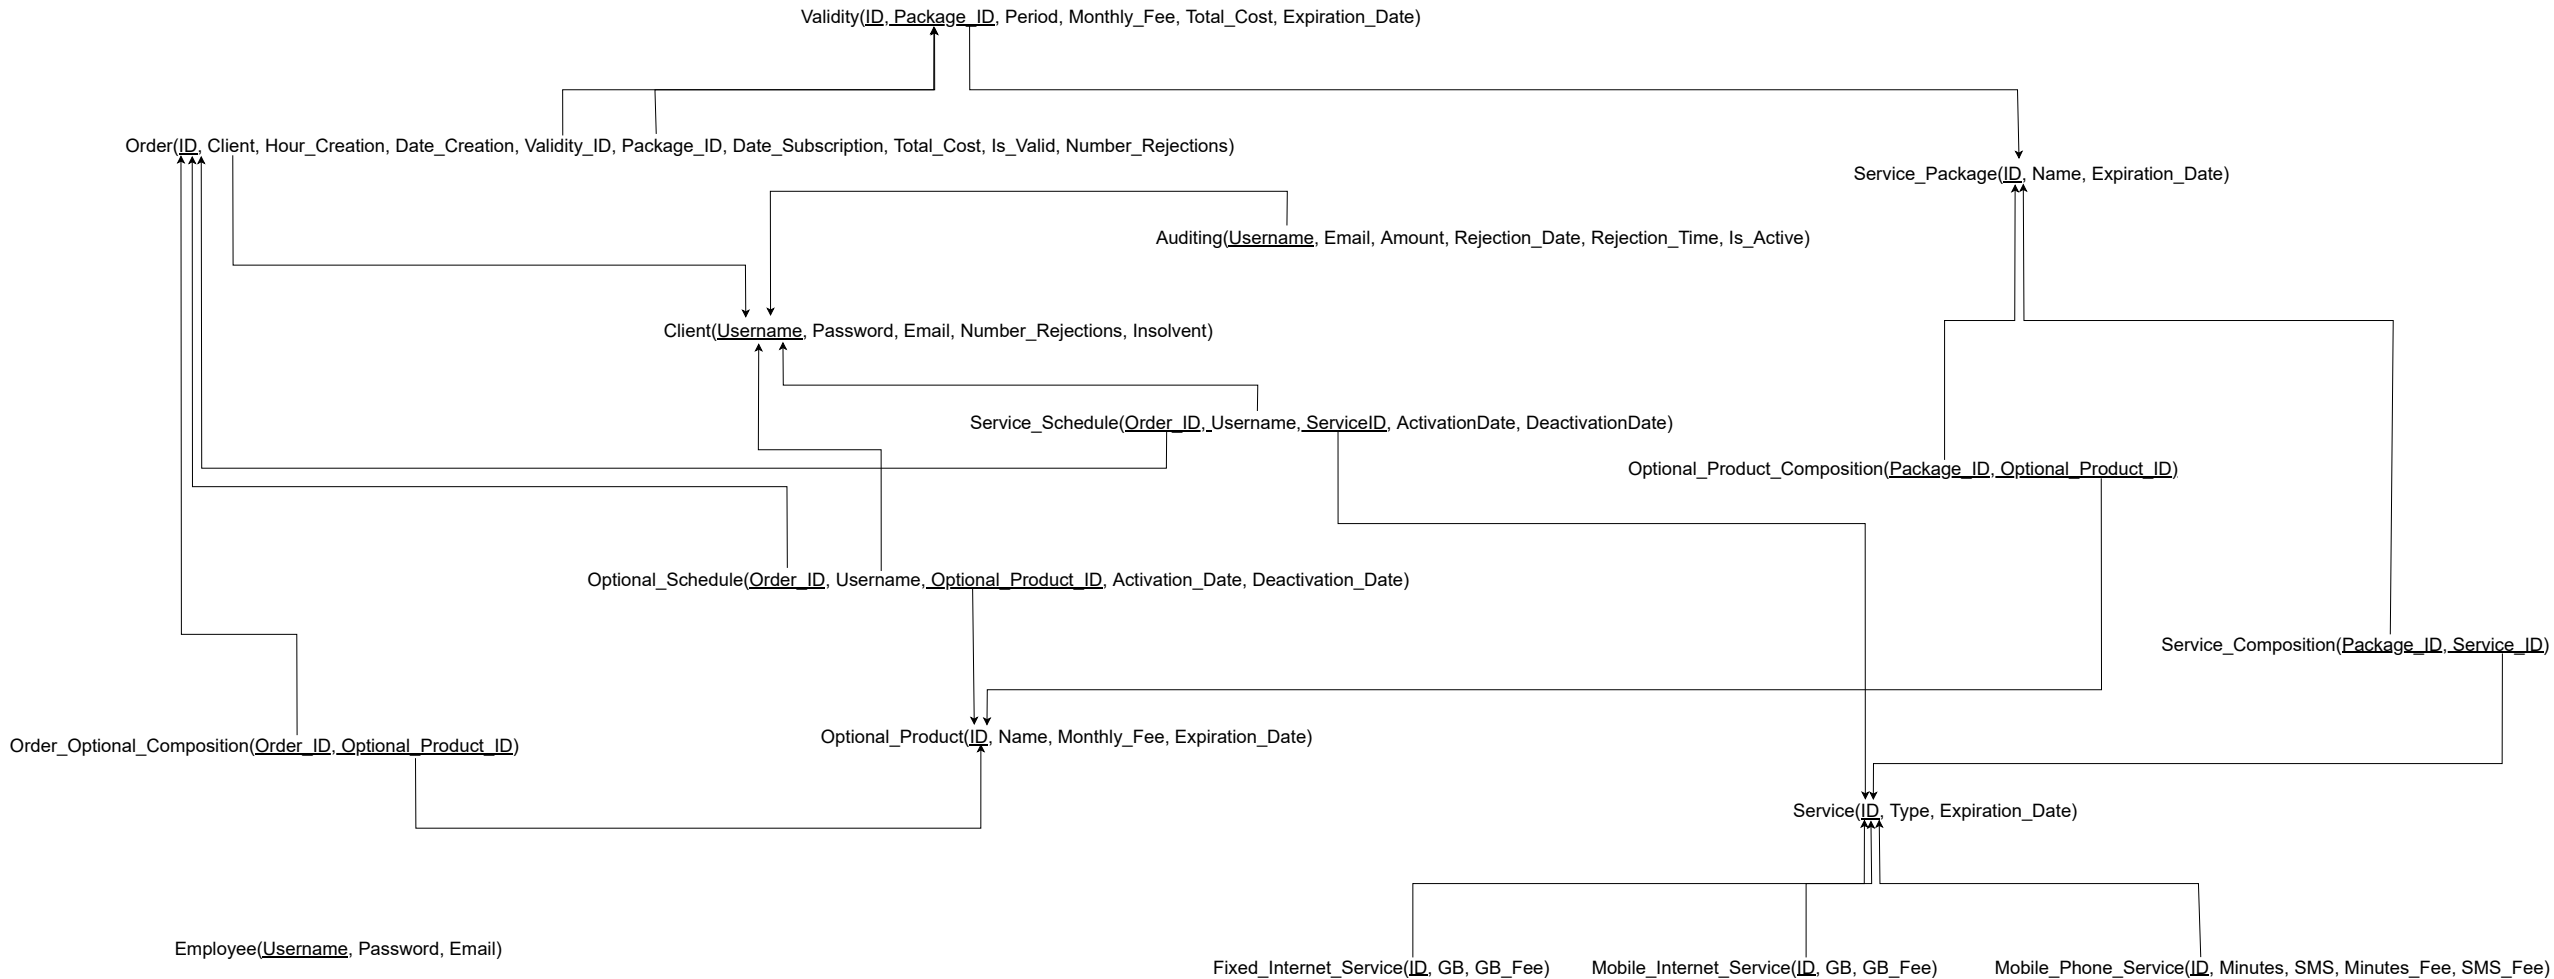 Validity(ID, Package_ID, Period, Monthly_Fee, Total_Cost, Expiration_Date)
Order(ID, Client, Hour_Creation, Date_Creation, Validity_ID, Package_ID, Date_Subscription, Total_Cost, Is_Valid, Number_Rejections)
Service_Package(ID, Name, Expiration_Date)
Auditing(Username, Email, Amount, Rejection_Date, Rejection_Time, Is_Active)
Client(Username, Password, Email, Number_Rejections, Insolvent)
Service_Schedule(Order_ID, Username, ServiceID, ActivationDate, DeactivationDate)
Optional_Product_Composition(Package_ID, Optional_Product_ID)
Optional_Schedule(Order_ID, Username, Optional_Product_ID, Activation_Date, Deactivation_Date)
Service_Composition(Package_ID, Service_ID)
Order_Optional_Composition(Order_ID, Optional_Product_ID)
Optional_Product(ID, Name, Monthly_Fee, Expiration_Date)
Service(ID, Type, Expiration_Date)
Employee(Username, Password, Email)
Fixed_Internet_Service(ID, GB, GB_Fee)
Mobile_Internet_Service(ID, GB, GB_Fee)
Mobile_Phone_Service(ID, Minutes, SMS, Minutes_Fee, SMS_Fee)